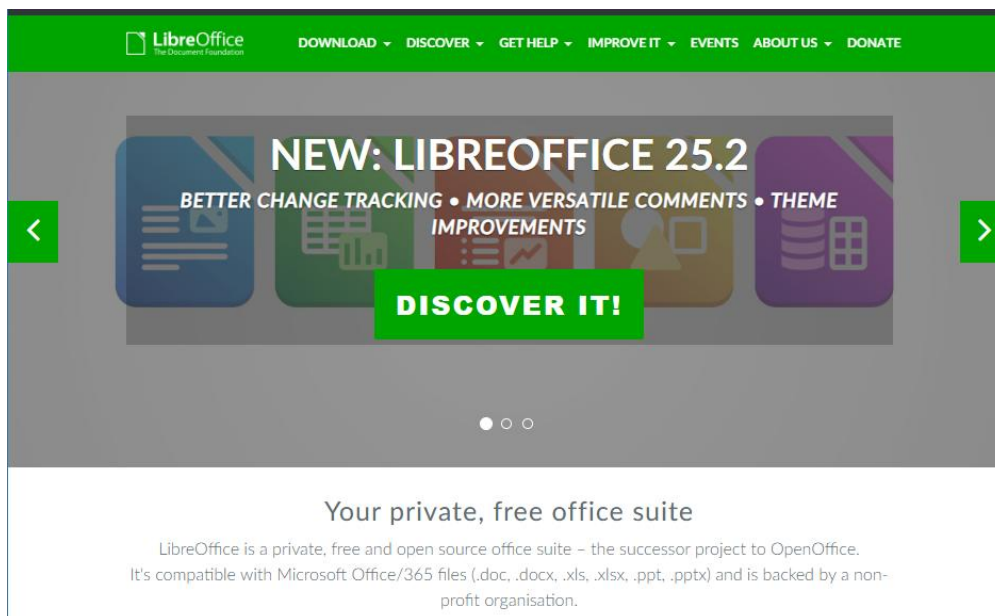 LibreOffice
The Document Foundation
DOWNLOAD DISCOVER GET HELP IMPROVE IT EVENTS ABOUT US DONATE
NEW: LIBREOFFICE 25.2
BETTER CHANGE TRACKING • MORE VERSATILE COMMENTS • THEME
IMPROVEMENTS
DISCOVER IT!
Your private, free office suite
LibreOffice is a private, free and open source office suite – the successor project to OpenOffice.
It's compatible with Microsoft Office/365 files (.doc, .docx, .xls, .xlsx, .ppt, .pptx) and is backed by a non-
profit organisation.